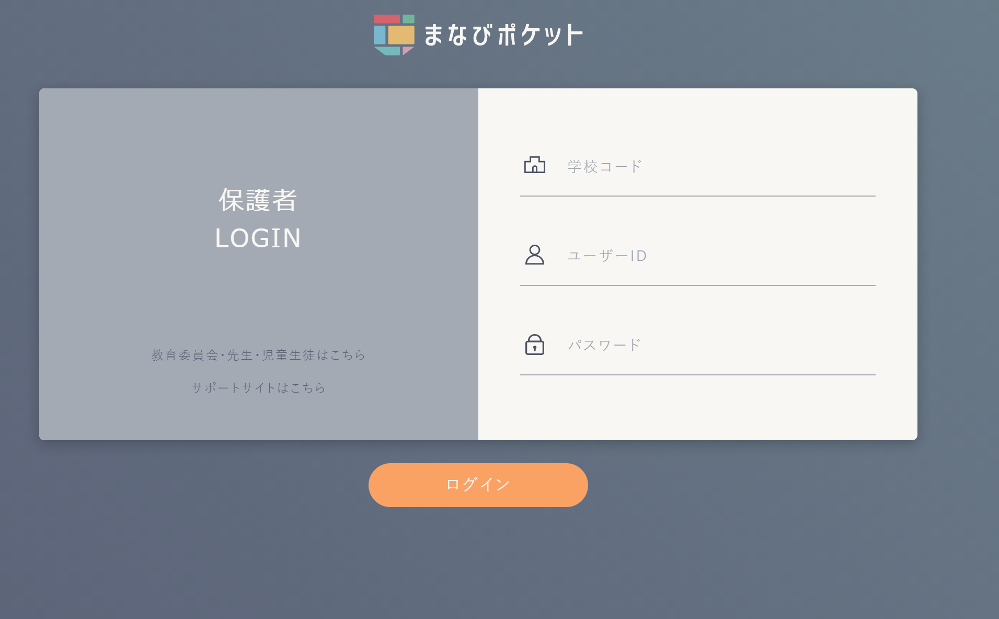 まなびポケット
保護者
LOGIN
教育委員会・先生・児童生徒はこちら
サポートサイトはこちら
学校コード
ユーザーID
パスワード
ログイン